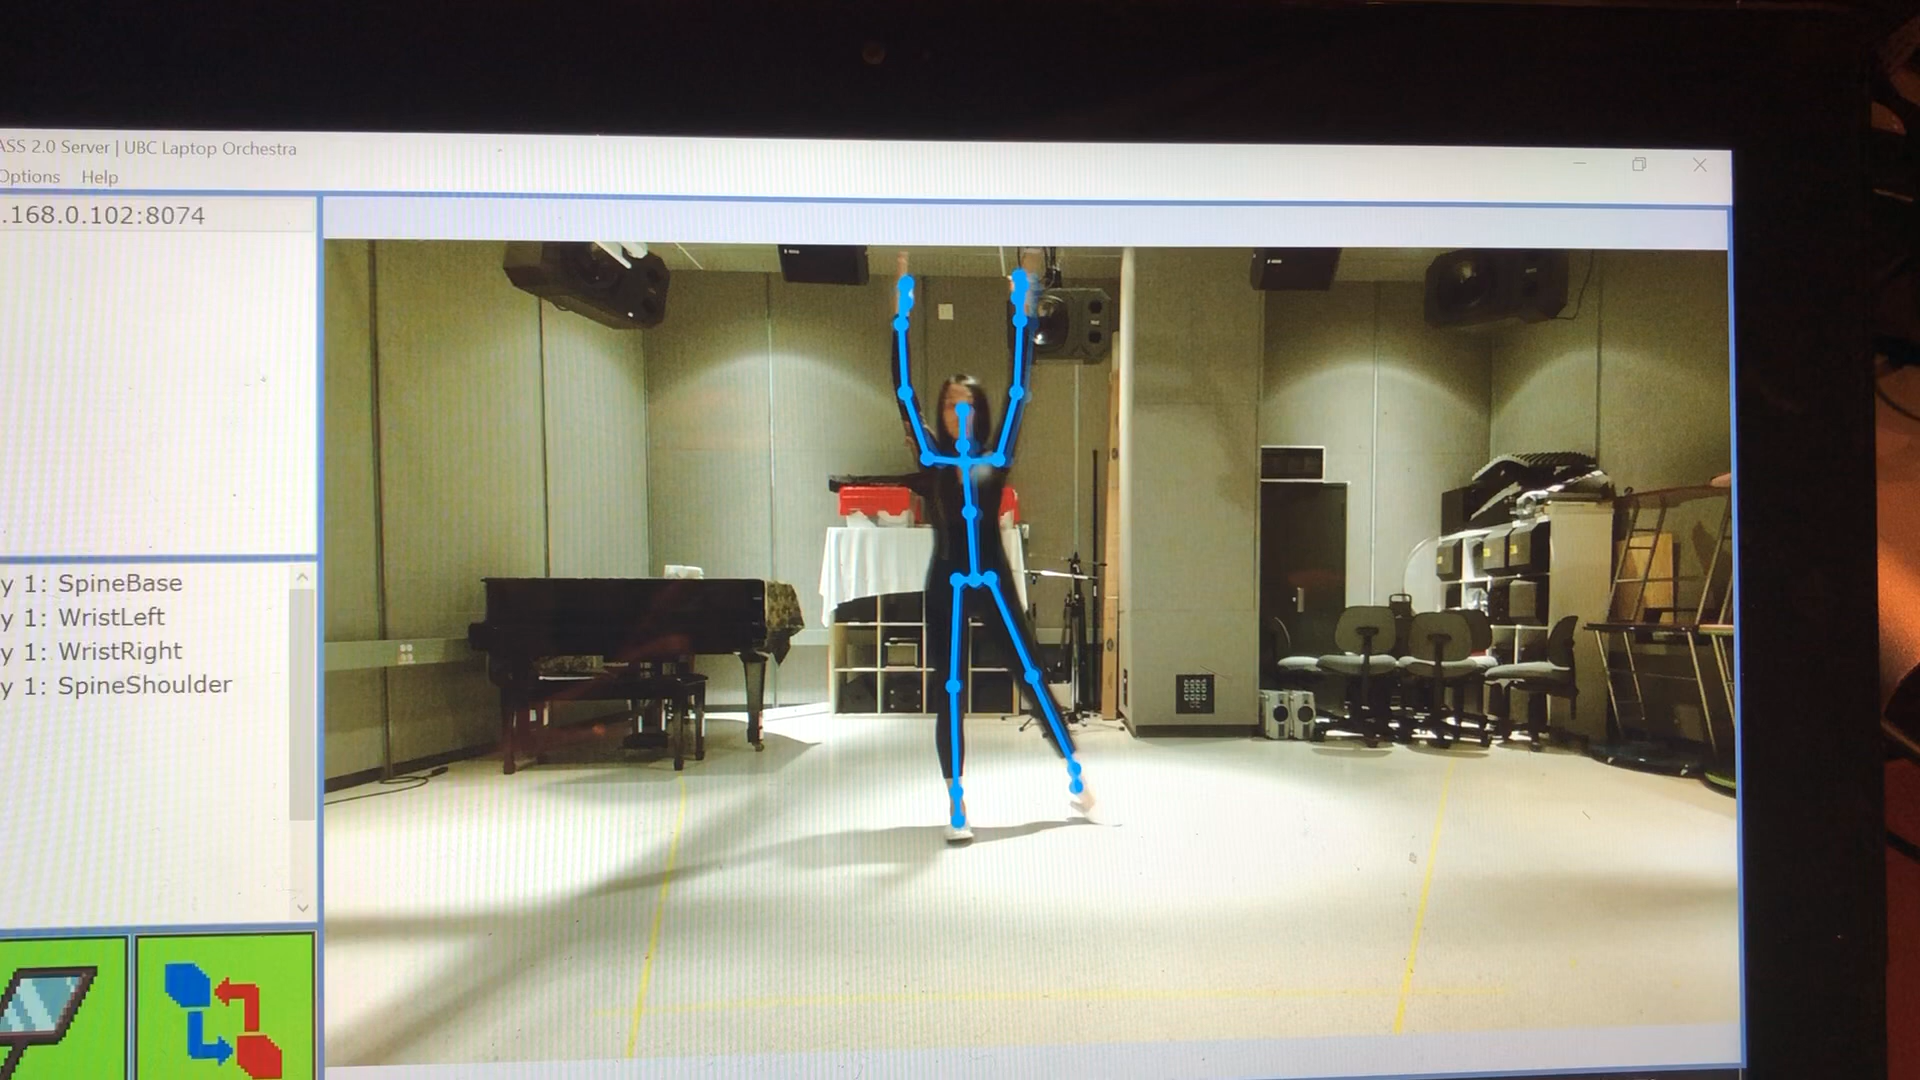 ASS 2.0 Server | UBC Laptop Orchestra
Options Help
.168.0.102:8074
y 1: SpineBase
y 1: WristLeft
y 1: WristRight
y 1: SpineShoulder